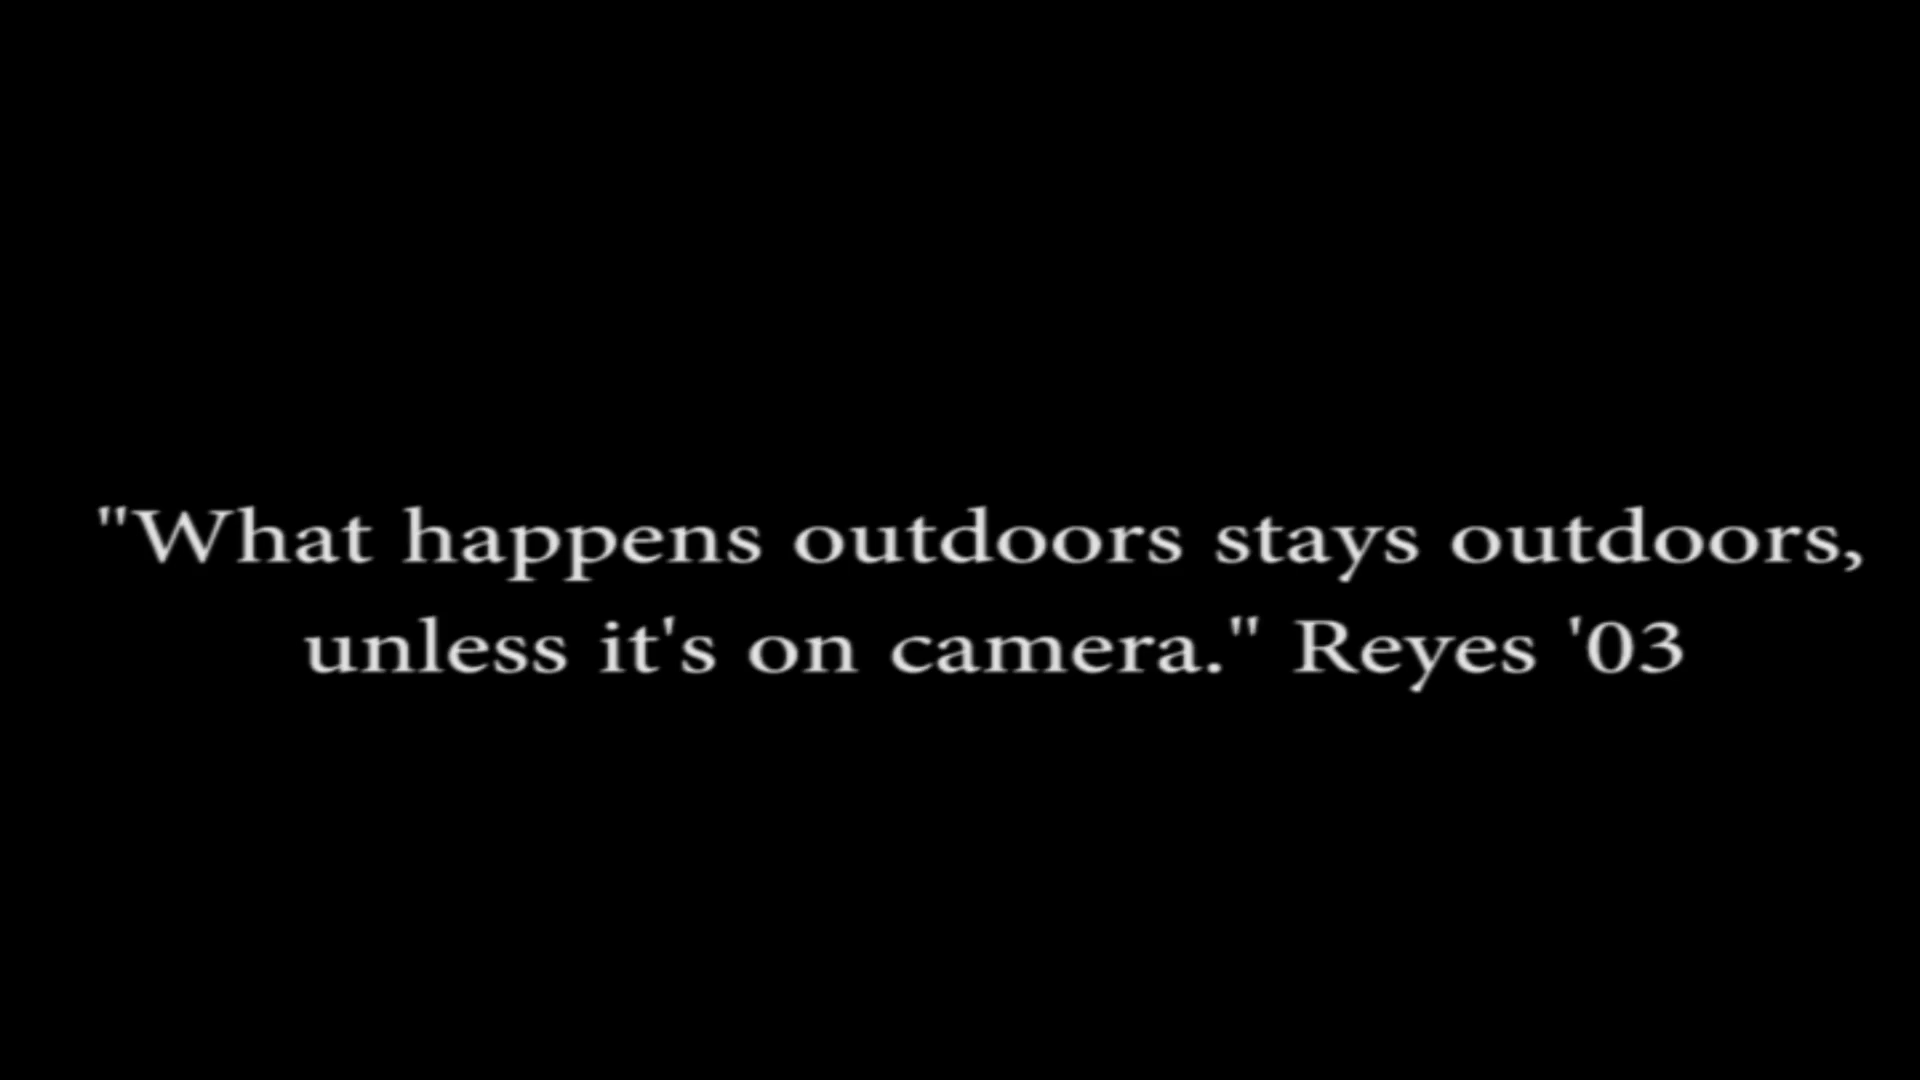 "What happens outdoors stays outdoors,
unless it's on camera." Reyes '03